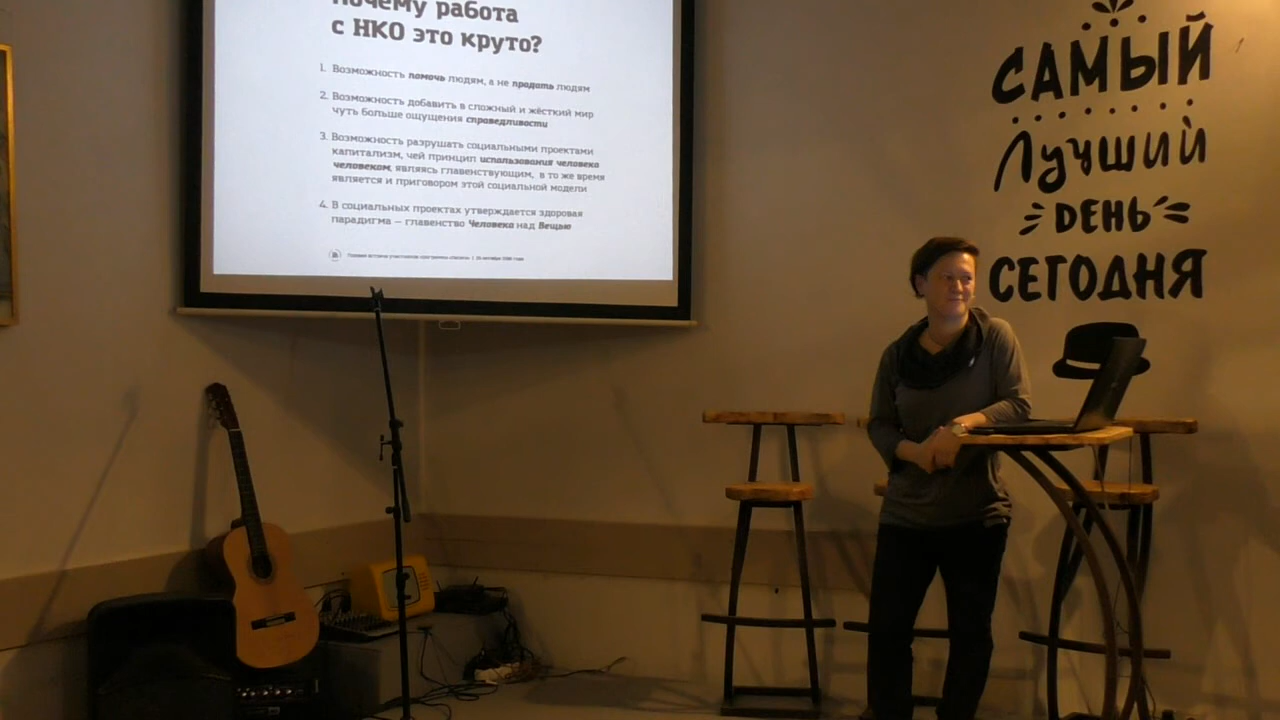 Почему работа
с НКО это круто?
1. Возможность помочь людям, а не продать людям
2. Возможность добавить в сложный и жёсткий мир
чуть больше ощущения справедливости
3. Возможность разрушать социальными проектами
капитализм, чей принцип использования человека
человеком, являясь главенствующим, в то же время
является и приговором этой социальной модели
4. В социальных проектах утверждается здоровая
парадигма – главенство Человека над Вещью
САМЫЙ
Лучший
ДЕНЬ
СЕГОДНЯ